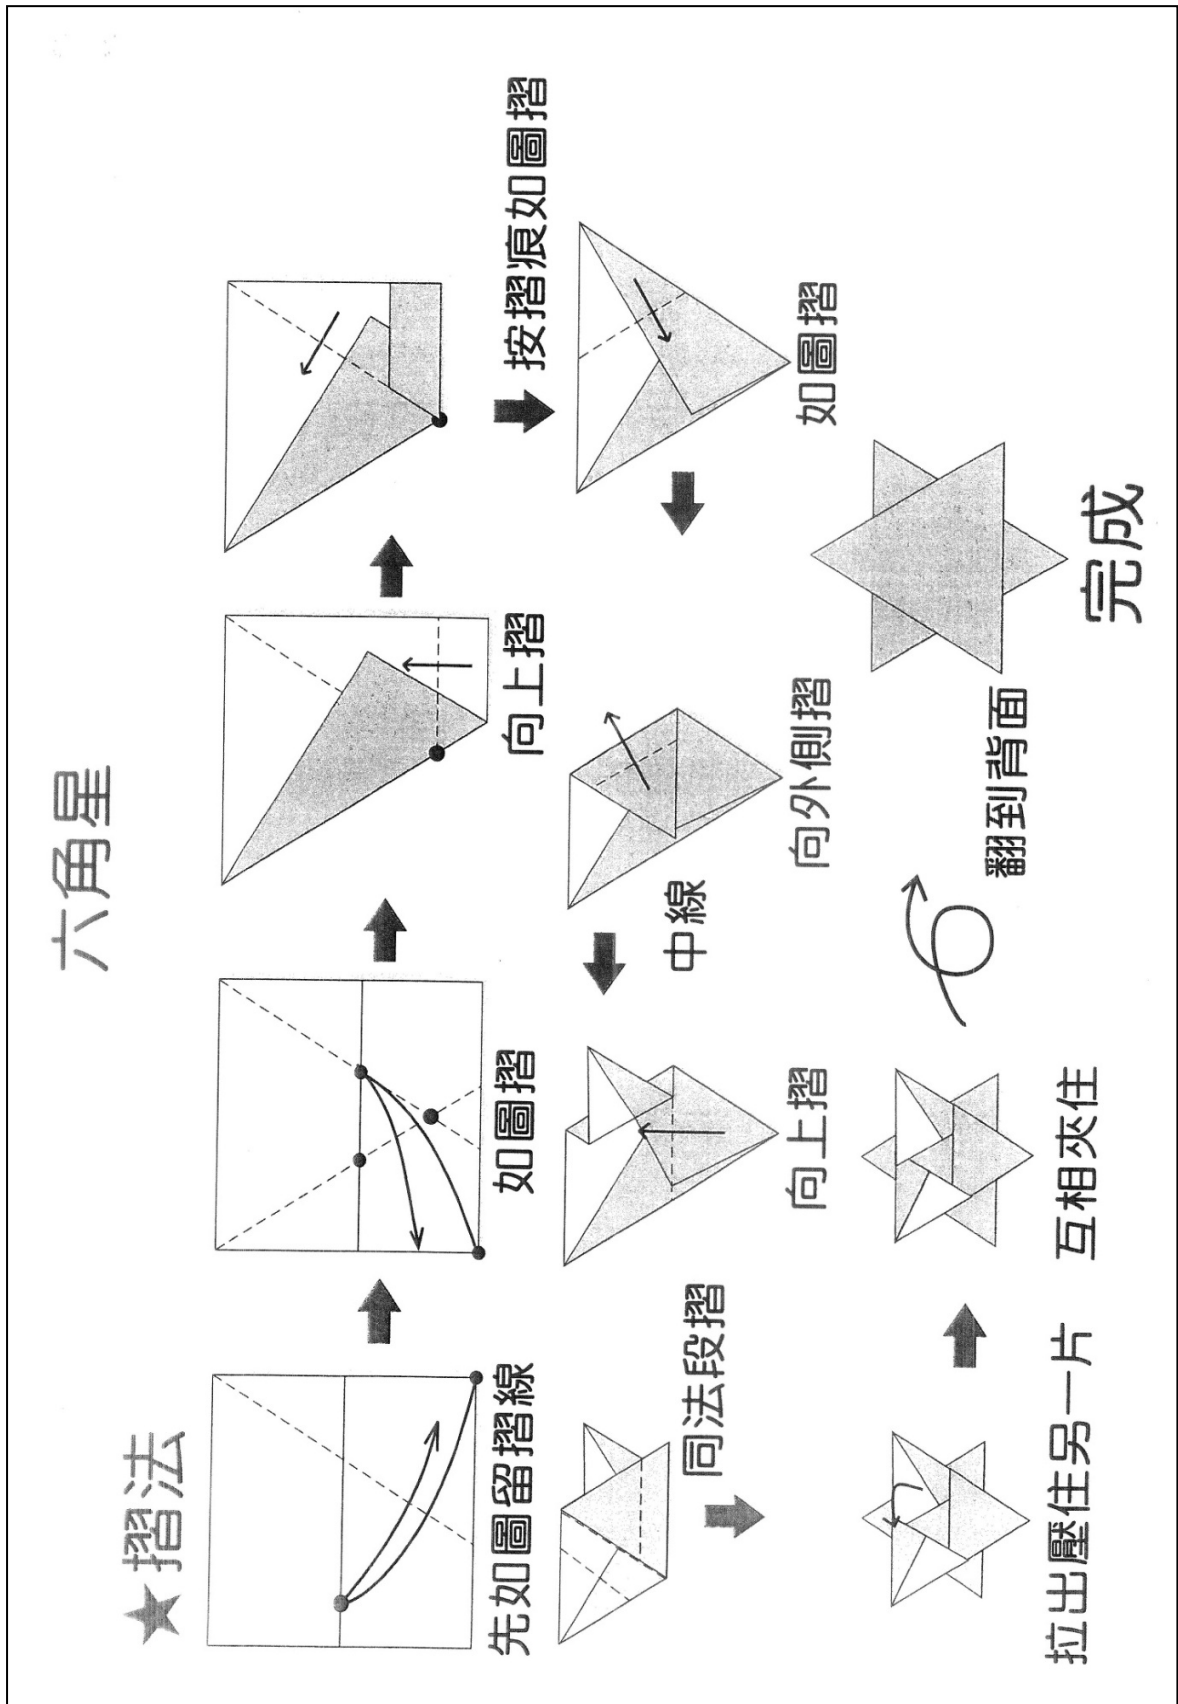 六角星
★摺法
先如圖留摺線
如圖摺
向上摺
按摺痕如圖摺
如圖摺
向外側摺
中線
向上摺
同法段摺
拉出壓住另一片
互相夾住
翻到背面
完成